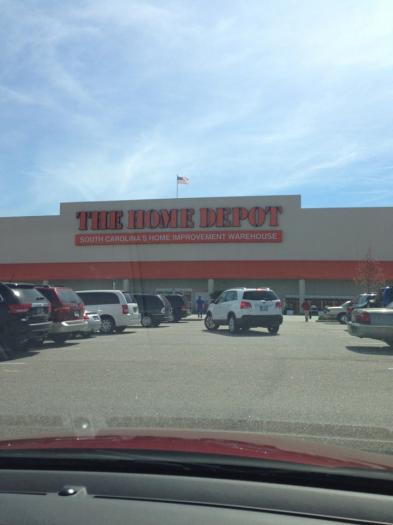 THE HOME DEPOT
SOUTH CAROLINA'S HOME IMPROVEMENT WAREHOUSE